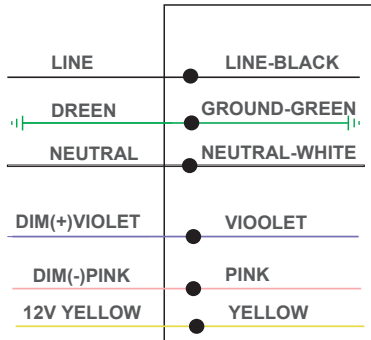 LINE LINE-BLACK
DREEN GROUND-GREEN
NEUTRAL NEUTRAL-WHITE
DIM(+)VIOLET VIOOLET
DIM(-)PINK PINK
12V YELLOW YELLOW